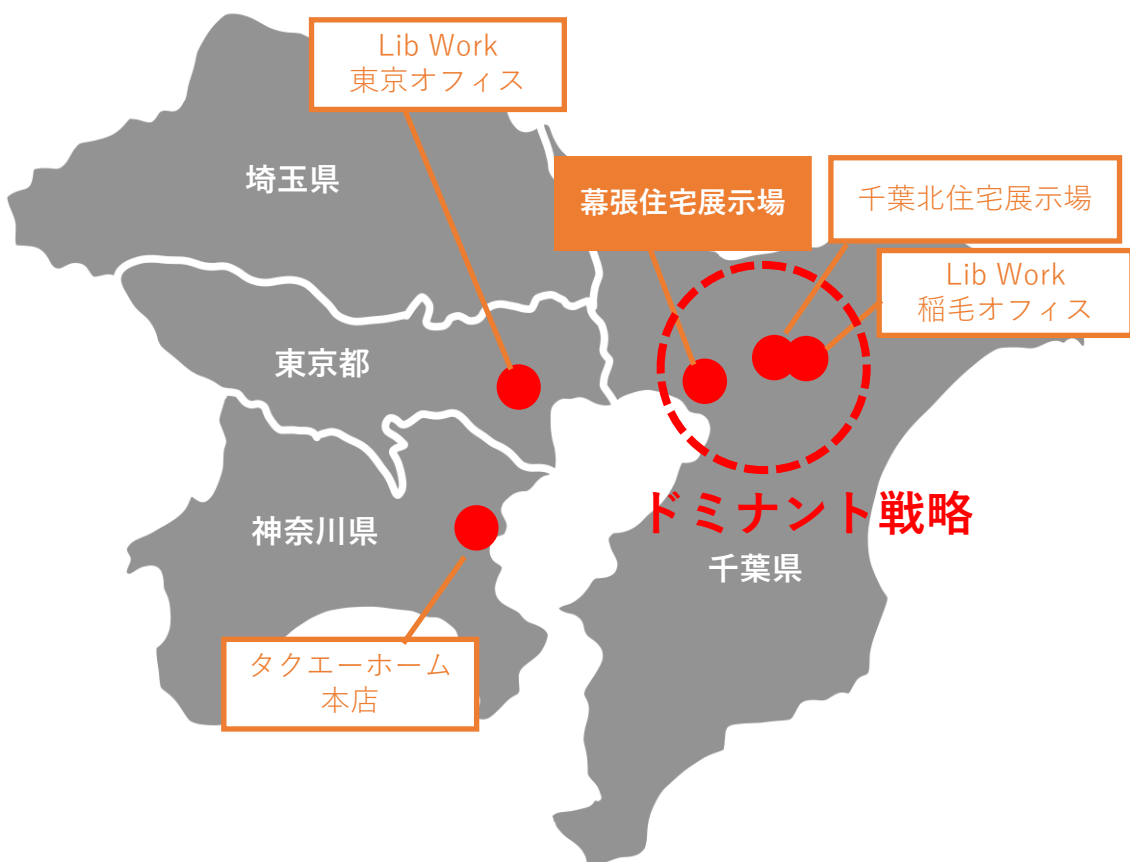 Lib Work
東京オフィス
埼玉県
幕張住宅展示場
千葉北住宅展示場
Lib Work
稲毛オフィス
東京都
ドミナント戦略
神奈川県
千葉県
タクエーホーム
本店